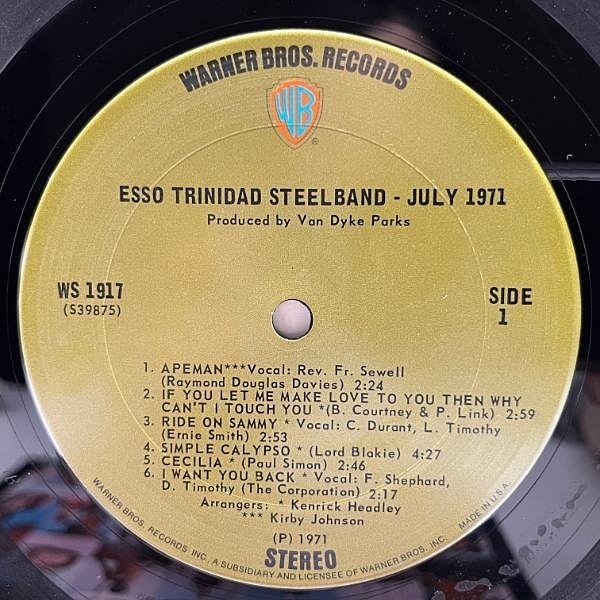 WARNER BROS. RECORDS
WB
®
ESSO TRINIDAD STEELBAND - JULY 1971
Produced by Van Dyke Parks
WS 1917
(S39875)
SIDE
1
1. APEMAN***Vocal: Rev. Fr. Sewell
(Raymond Douglas Davies) 2:24
2. IF YOU LET ME MAKE LOVE TO YOU THEN WHY
CAN'T I TOUCH YOU *(B. Courtney & P. Link) 2:59
3. RIDE ON SAMMY * Vocal: C. Durant, L. Timothy
(Ernie Smith) 2:53
4. SIMPLE CALYPSO * (Lord Blakie) 4:27
5. CECILIA * (Paul Simon) 2:46
6. I WANT YOU BACK * Vocal: F. Shephard,
D. Timothy (The Corporation) 2:17
Arrangers: * Kenrick Headley
*** Kirby Johnson
(P) 1971
STEREO
WARNER BROS. RECORDS INC. A SUBSIDIARY AND LICENSEE OF WARNER BROS. INC. MADE IN U.S.A.